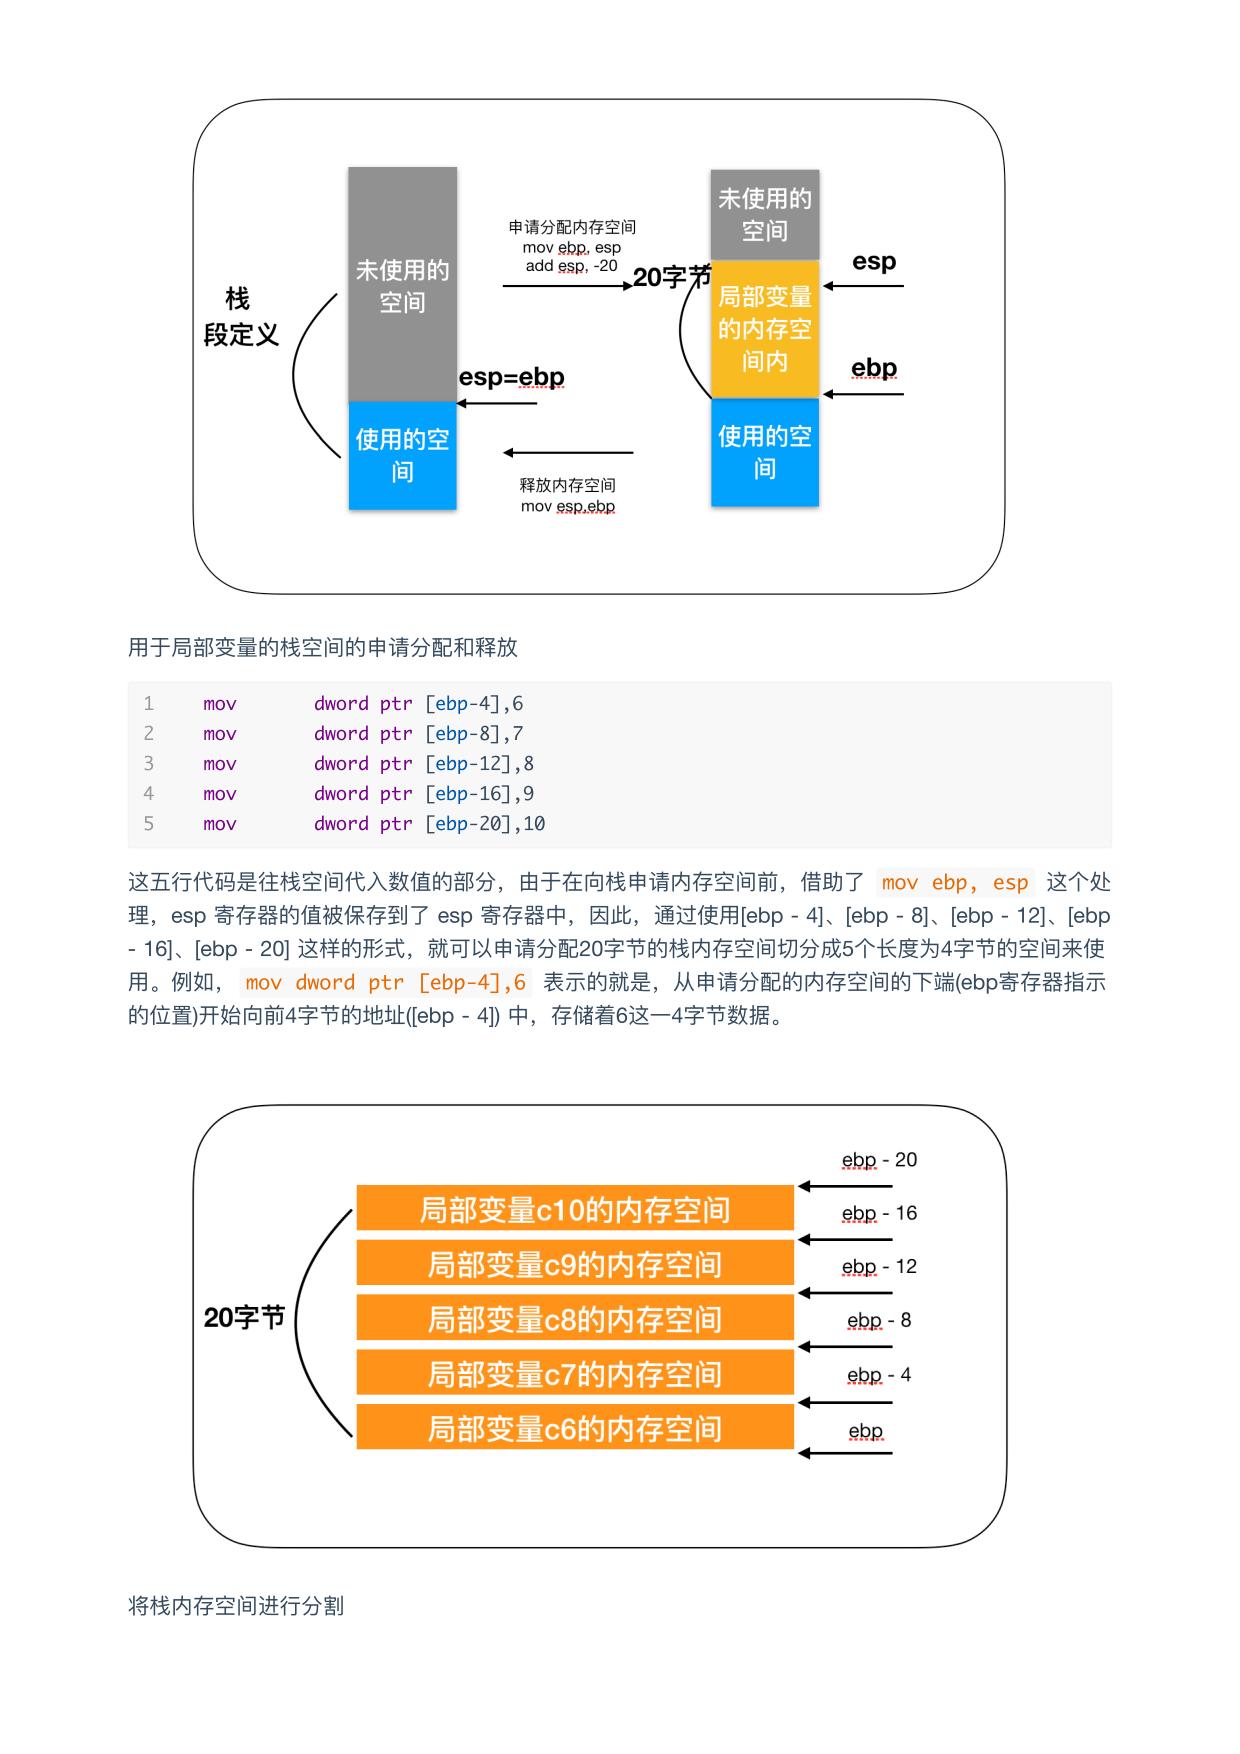 栈
段定义
未使用的
空间
使用的空
间
esp=ebp
申请分配内存空间
mov ebp, esp
add esp, -20
释放内存空间
mov esp,ebp
20字节
未使用的
空间
局部变量
的内存空
间内
使用的空
间
esp
ebp
用于局部变量的栈空间的申请分配和释放
1 mov dword ptr [ebp-4],6
2 mov dword ptr [ebp-8],7
3 mov dword ptr [ebp-12],8
4 mov dword ptr [ebp-16],9
5 mov dword ptr [ebp-20],10
这五行代码是往栈空间代入数值的部分，由于在向栈申请内存空间前，借助了 mov ebp, esp 这个处
理，esp 寄存器的值被保存到了 esp 寄存器中，因此，通过使用[ebp - 4]、[ebp - 8]、[ebp - 12]、[ebp
- 16]、[ebp - 20] 这样的形式，就可以申请分配20字节的栈内存空间切分成5个长度为4字节的空间来使
用。例如， mov dword ptr [ebp-4],6 表示的就是，从申请分配的内存空间的下端(ebp寄存器指示
的位置)开始向前4字节的地址([ebp - 4]) 中，存储着6这一4字节数据。
20字节
局部变量c10的内存空间
局部变量c9的内存空间
局部变量c8的内存空间
局部变量c7的内存空间
局部变量c6的内存空间
ebp - 20
ebp - 16
ebp - 12
ebp - 8
ebp - 4
ebp
将栈内存空间进行分割